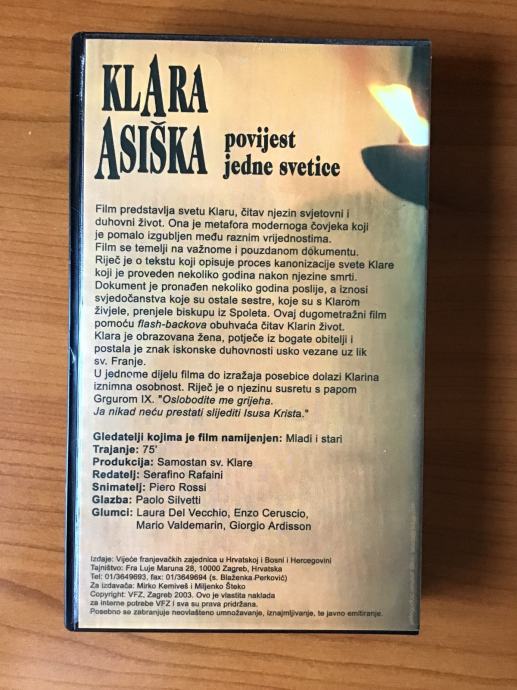 KLARA
ASIŠKA
povijest
jedne svetice
Film predstavlja svetu Klaru, čitav njezin svjetovni i
duhovni život. Ona je metafora modernoga čovjeka koji
je pomalo izgubljen među raznim vrijednostima.
Film se temelji na važnome i pouzdanom dokumentu.
Riječ je o tekstu koji opisuje proces kanonizacije svete Klare
koji je proveden nekoliko godina nakon njezine smrti.
Dokument je pronađen nekoliko godina poslije, a iznosi
svjedočanstva koje su ostale sestre, koje su s Klarom
živjele, prenjele biskupu iz Spoleta. Ovaj dugometražni film
pomoću flash-backova obuhvaća čitav Klarin život.
Klara je obrazovana žena, potječe iz bogate obitelji i
postala je znak iskonske duhovnosti usko vezane uz lik
sv. Franje.
U jednome dijelu filma do izražaja posebice dolazi Klarina
iznimna osobnost. Riječ je o njezinu susretu s papom
Grgurom IX. "Oslobodite me grijeha.
Ja nikad neću prestati slijediti Isusa Krista."
Gledatelji kojima je film namijenjen: Mladi i stari
Trajanje: 75'
Produkcija: Samostan sv. Klare
Redatelj: Serafino Rafaini
Snimatelj: Piero Rossi
Glazba: Paolo Silvetti
Glumci: Laura Del Vecchio, Enzo Ceruscio,
Mario Valdemarin, Giorgio Ardisson
Izdaje: Vijeće franjevačkih zajednica u Hrvatskoj i Bosni i Hercegovini
Tajništvo: Fra Luje Maruna 28, 10000 Zagreb, Hrvatska
Tel: 01/3649693, fax: 01/3649694 (s. Blaženka Perković)
Za izdavača: Mirko Kemiveš i Miljenko Šteko
Copyright: VFZ, Zagreb 2003. Ovo je vlastita naklada
za interne potrebe VFZ i sva su prava pridržana.
Posebno se zabranjuje neovlašteno umnožavanje, iznajmljivanje, te javno emitiranje.